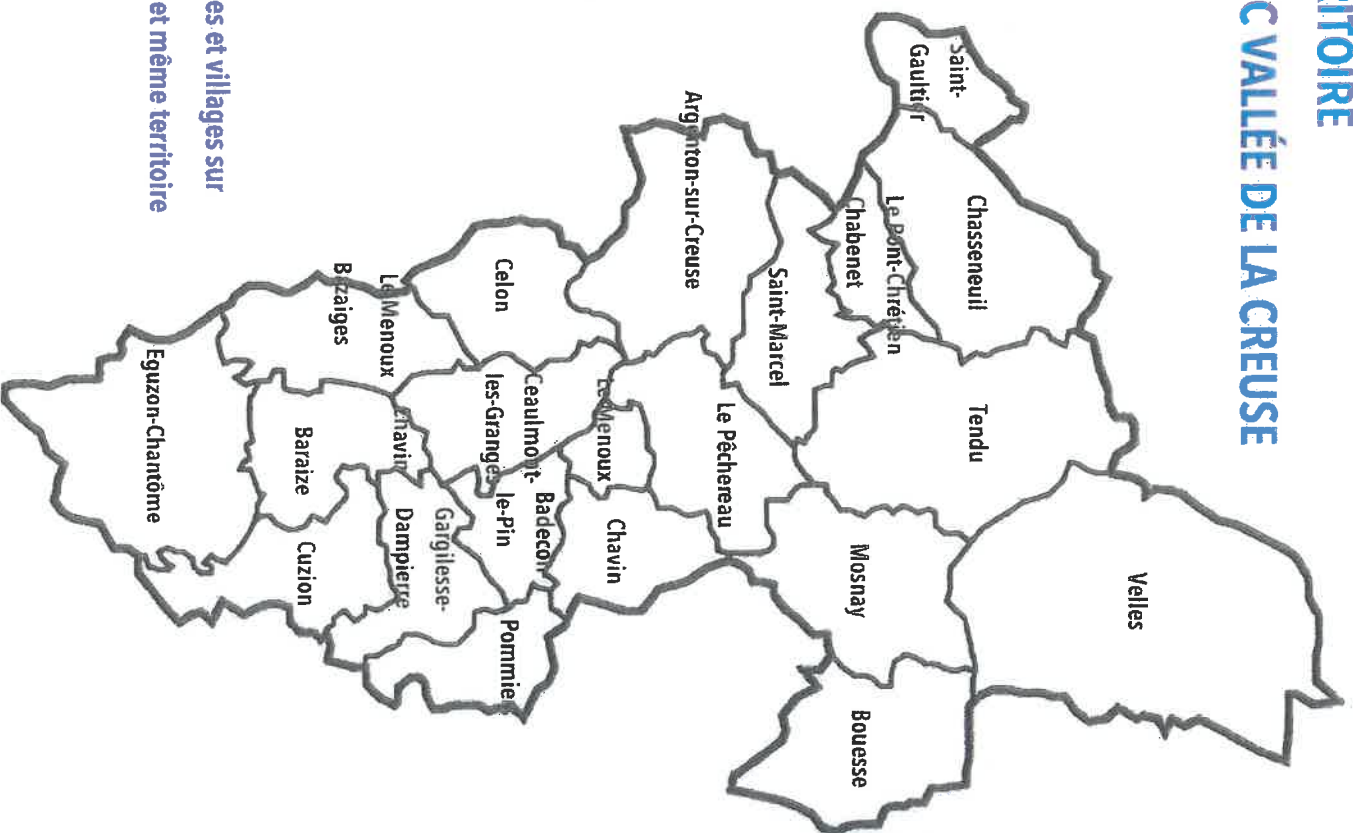 ITOIRE
C VALLÉE DE LA CREUSE
Saint-
Gaultier
Chasseneuil
Le Pont-Chrétien
Chabenet
Tendu
Velles
Saint-Marcel
Argenton-sur-Creuse
Le Pêchereau
Mosnay
Bouesse
Le Menoux
Chavin
Celon
Ceaulmont-
les-Granges
Badecon
le-Pin
Pommier
Le Menoux
Bazaiges
Chavin
Gargilesse-
Dampierre
Baraize
Cuzion
Eguzon-Chantôme
es et villages sur
et même territoire